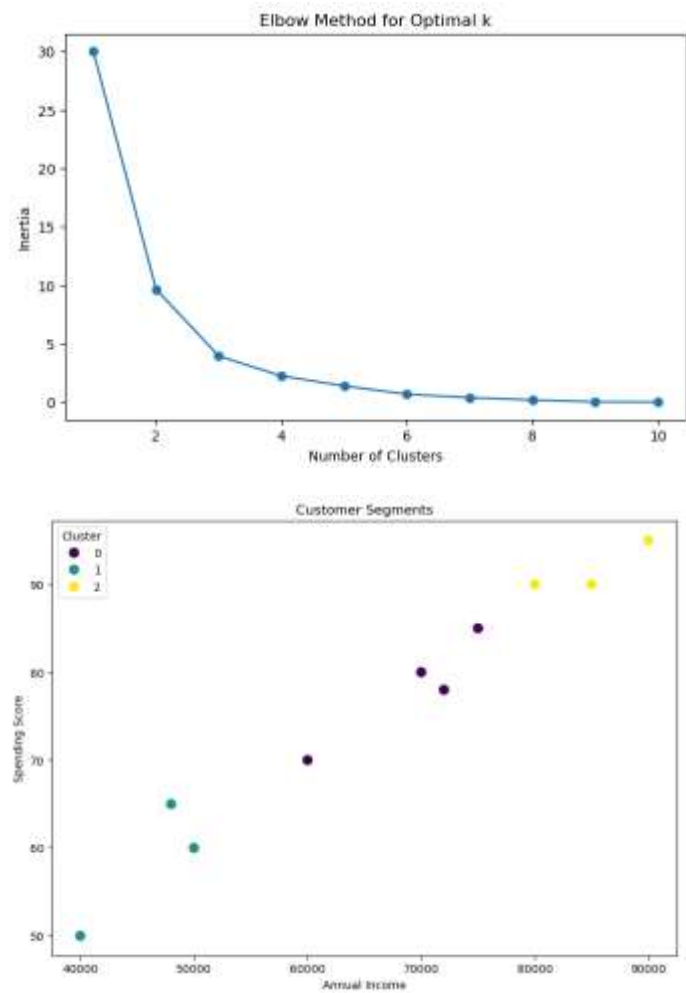 Elbow Method for Optimal k
30
25
20
15
10
5
0
Inertia
2 4 6 8 10
Number of Clusters
Customer Segments
Cluster
0
1
2
90
80
70
60
50
Spending Score
40000 50000 60000 70000 80000 90000
Annual Income